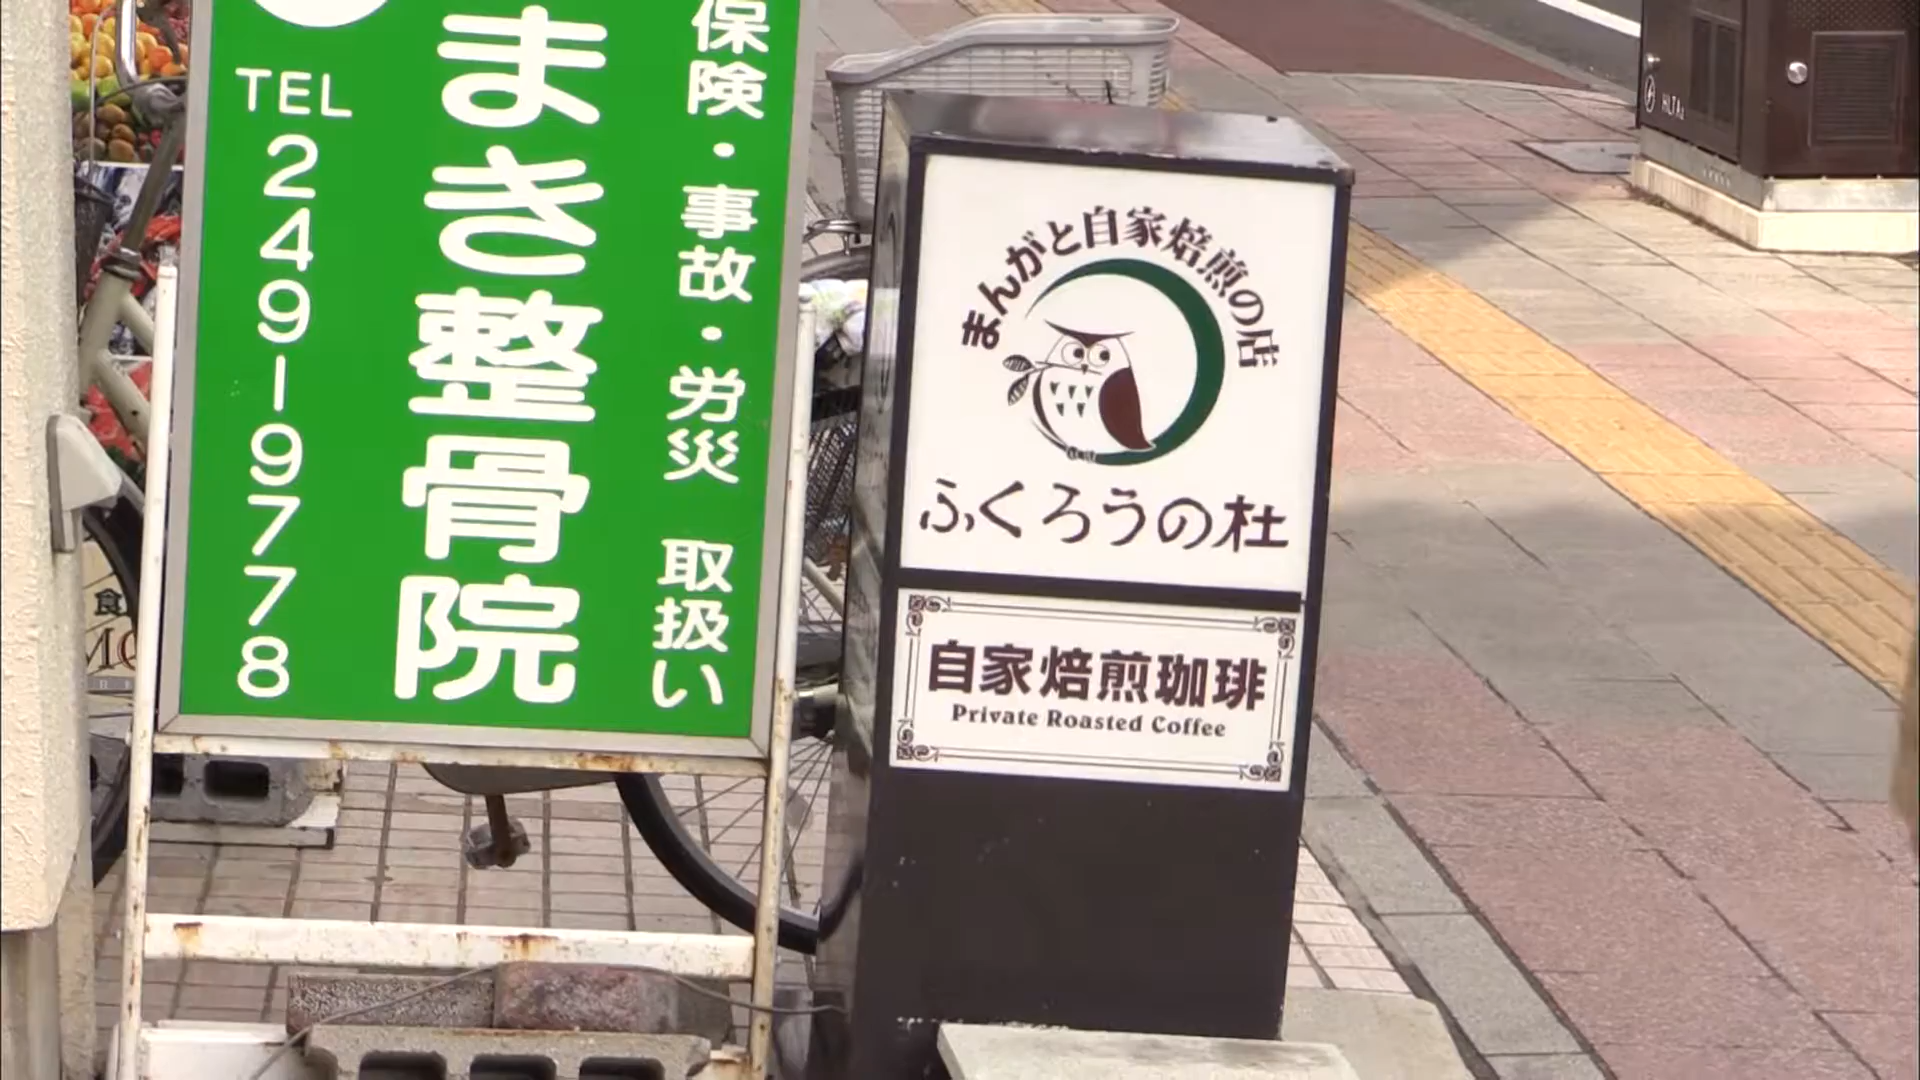 保険・事故・労災 取扱い
まき整骨院
TEL 249-9778
まんがと自家焙煎の店
ふくろうの杜
自家焙煎珈琲
Private Roasted Coffee
食